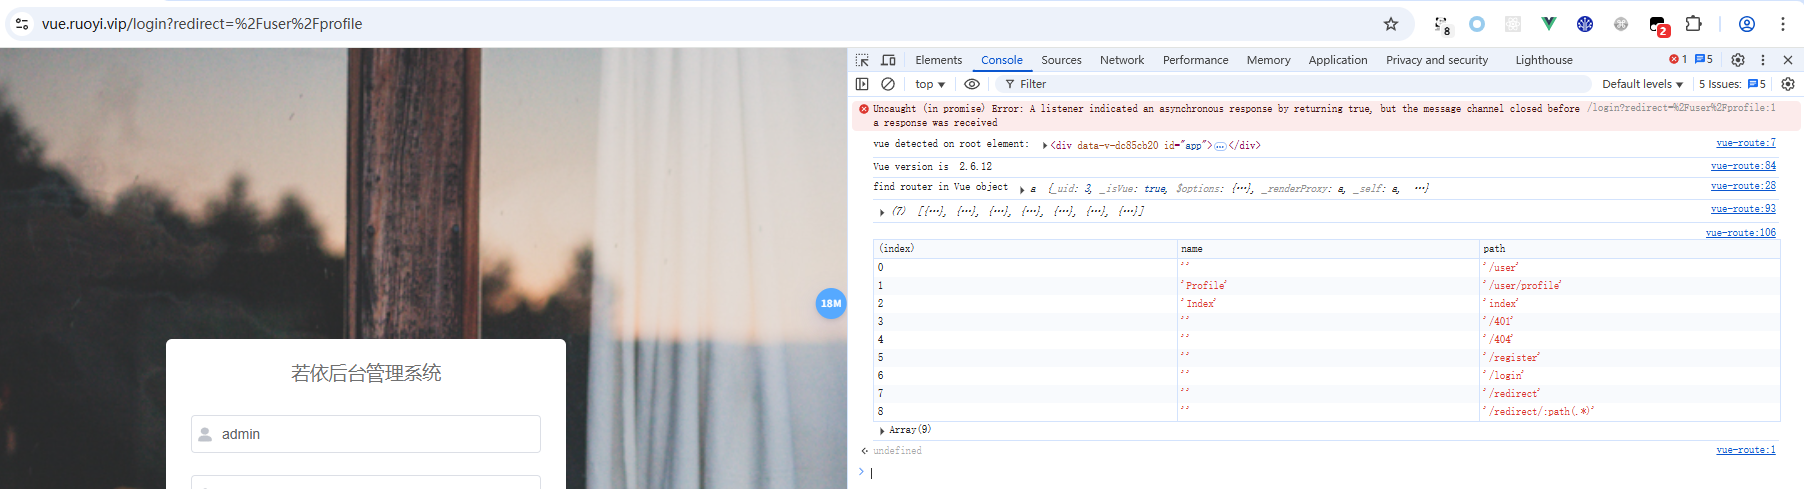 vue.ruoyi.vip/login?redirect=%2Fuser%2Fprofile
8
2
Elements Console Sources Network Performance Memory Application Privacy and security Lighthouse 1 5
top Filter Default levels 5 Issues: 5
Uncaught (in promise) Error: A listener indicated an asynchronous response by returning true, but the message channel closed before /login?redirect=%2Fuser%2Fprofile:1
a response was received
vue detected on root element: <div data-v-dc85cb20 id="app">…</div> vue-route:7
Vue version is 2.6.12 vue-route:84
find router in Vue object a {_uid: 3, _isVue: true, $options: {…}, _renderProxy: a, _self: a, …} vue-route:28
(7) [{…}, {…}, {…}, {…}, {…}, {…}, {…}] vue-route:93
vue-route:106
(index) name path
0 '' '/user'
1 'Profile' '/user/profile'
2 'Index' 'index'
3 '' '/401'
4 '' '/404'
5 '' '/register'
6 '' '/login'
7 '' '/redirect'
8 '' '/redirect/:path(.*)'
Array(9)
undefined vue-route:1
18M
若依后台管理系统
admin